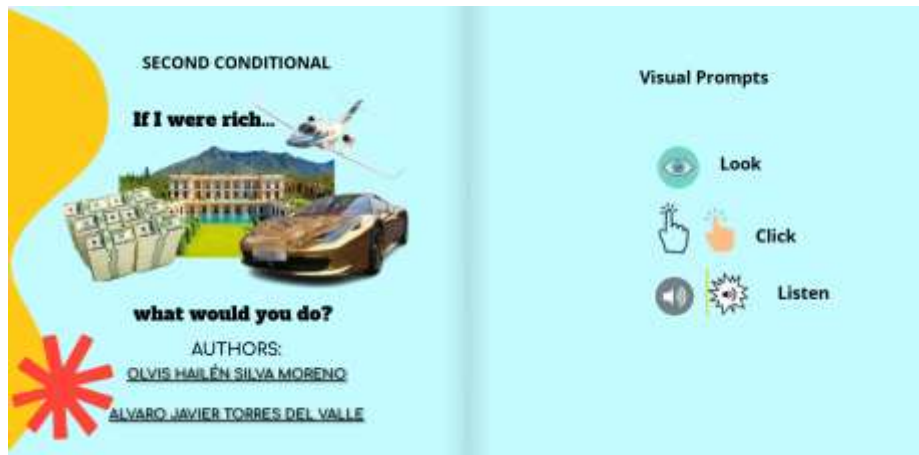 SECOND CONDITIONAL
If I were rich...
what would you do?
AUTHORS:
OLVIS HAILÉN SILVA MORENO
ALVARO JAVIER TORRES DEL VALLE
Visual Prompts
Look
Click
Listen